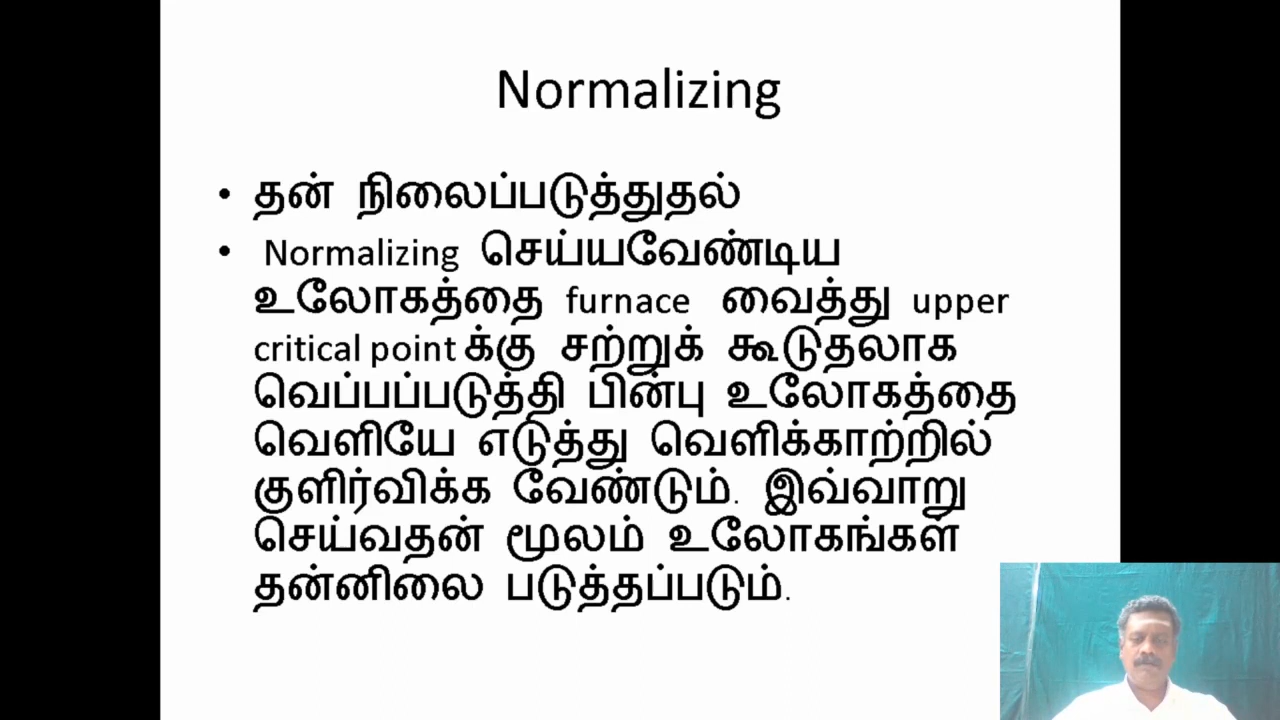 Normalizing
• தன் நிலைப்படுத்துதல்
• Normalizing செய்யவேண்டிய
உலோகத்தை furnace வைத்து upper
critical point க்கு சற்றுக் கூடுதலாக
வெப்பப்படுத்தி பின்பு உலோகத்தை
வெளியே எடுத்து வெளிக்காற்றில்
குளிர்விக்க வேண்டும். இவ்வாறு
செய்வதன் மூலம் உலோகங்கள்
தன்னிலை படுத்தப்படும்.